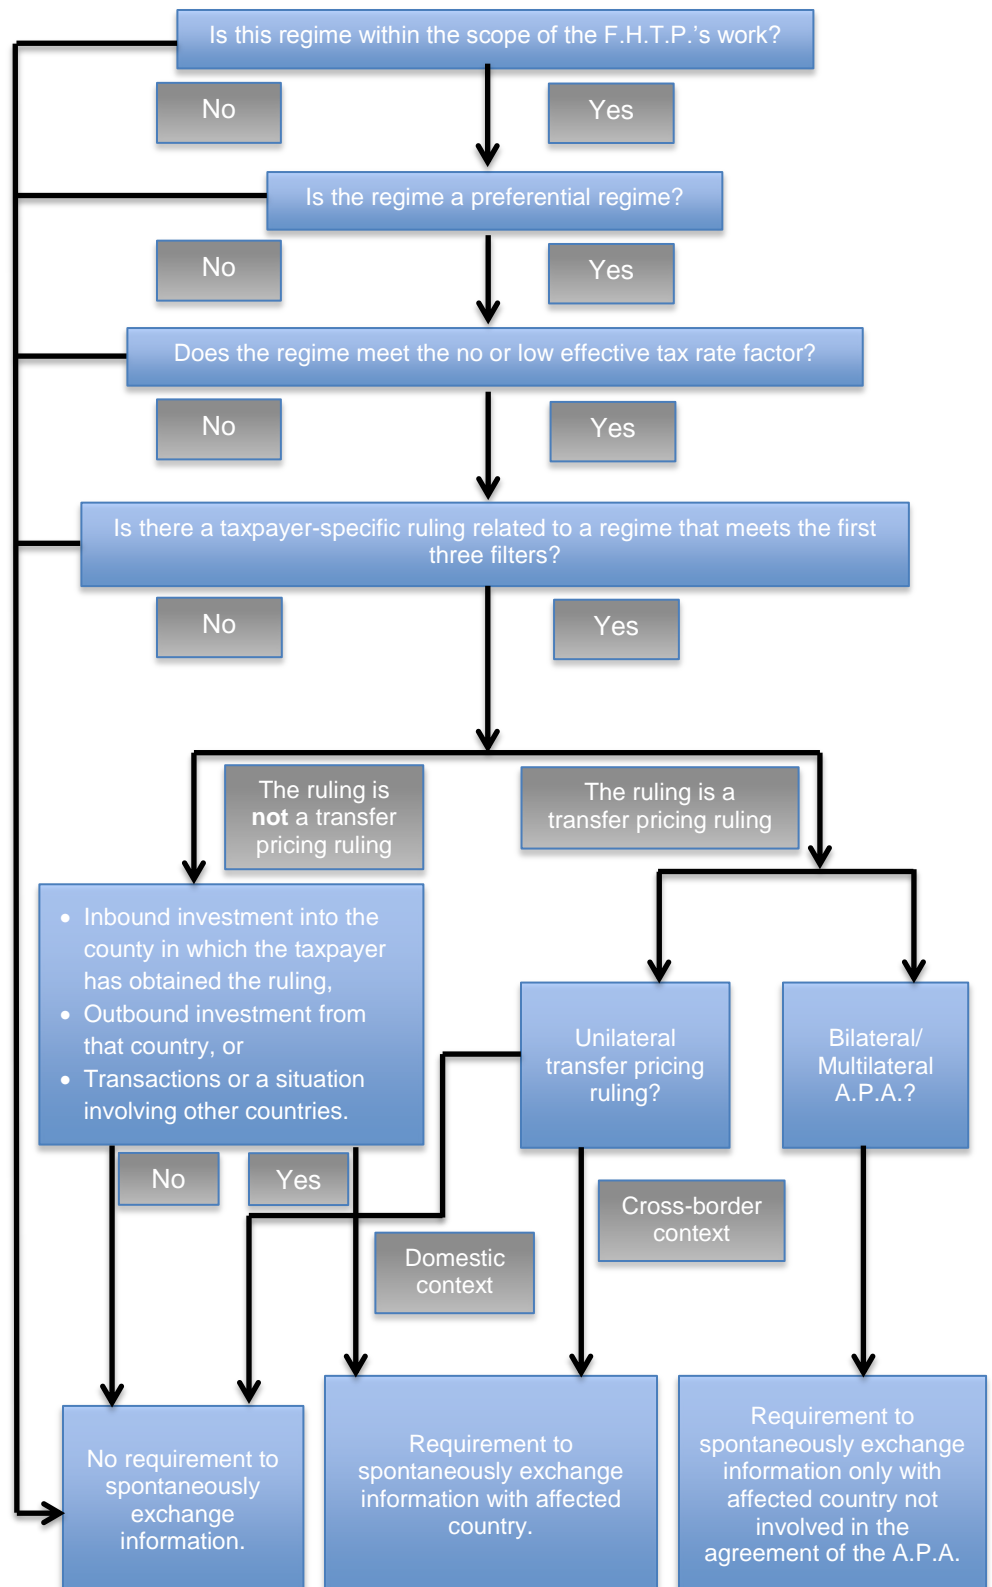 Is this regime within the scope of the F.H.T.P.'s work?
No
Yes
Is the regime a preferential regime?
No
Yes
Does the regime meet the no or low effective tax rate factor?
No
Yes
Is there a taxpayer-specific ruling related to a regime that meets the first
three filters?
No
Yes
The ruling is
not a transfer
pricing ruling
The ruling is a
transfer pricing ruling
• Inbound investment into the
county in which the taxpayer
has obtained the ruling,
• Outbound investment from
that country, or
• Transactions or a situation
involving other countries.
Unilateral
transfer pricing
ruling?
Bilateral/
Multilateral
A.P.A.?
No
Yes
Cross-border
context
Domestic
context
No requirement to
spontaneously
exchange
information.
Requirement to
spontaneously exchange
information with affected
country.
Requirement to
spontaneously exchange
information only with
affected country not
involved in the
agreement of the A.P.A.